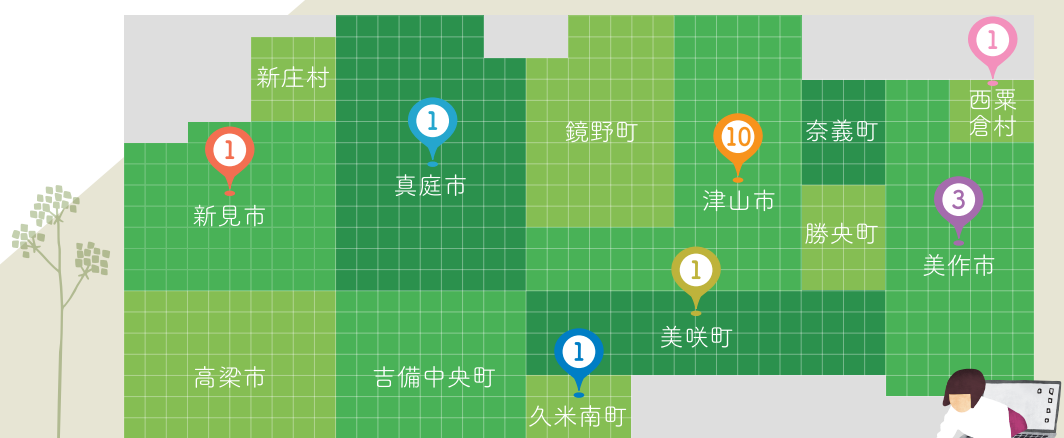 1
新庄村
西粟
倉村
1
10
鏡野町
奈義町
1
真庭市
津山市
3
新見市
勝央町
美作市
1
美咲町
1
高梁市
吉備中央町
久米南町